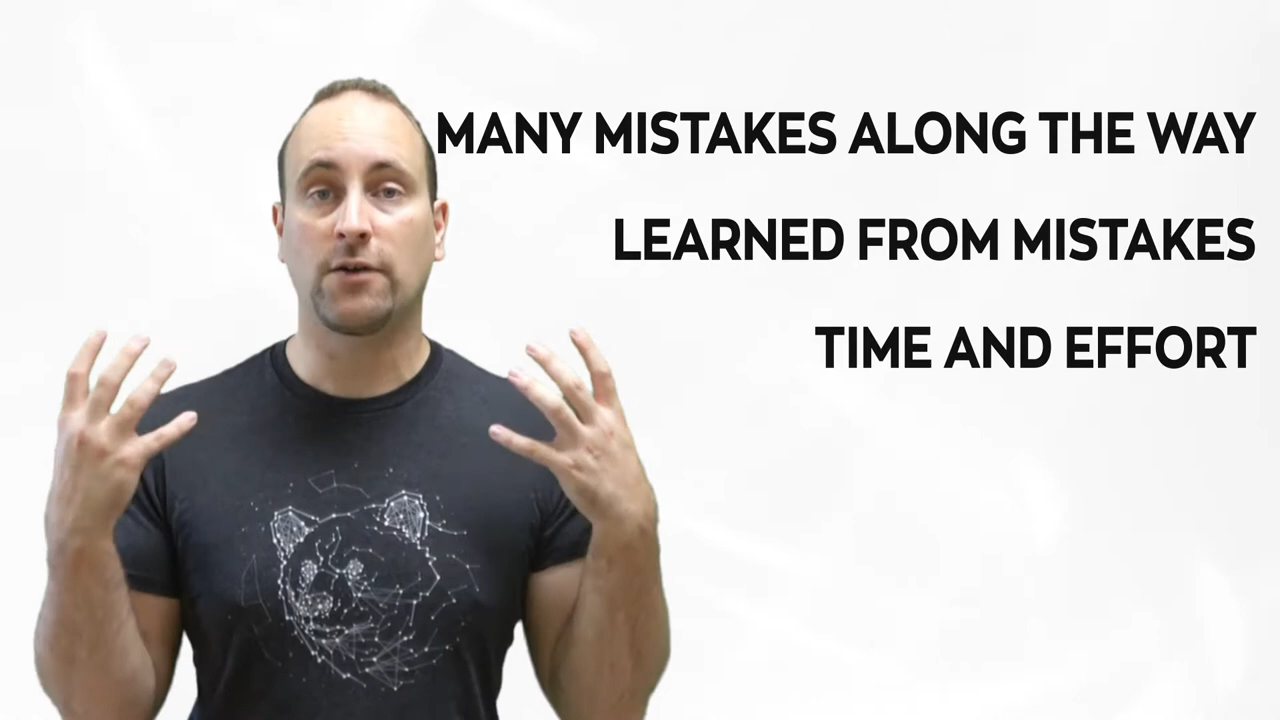 MANY MISTAKES ALONG THE WAY
LEARNED FROM MISTAKES
TIME AND EFFORT